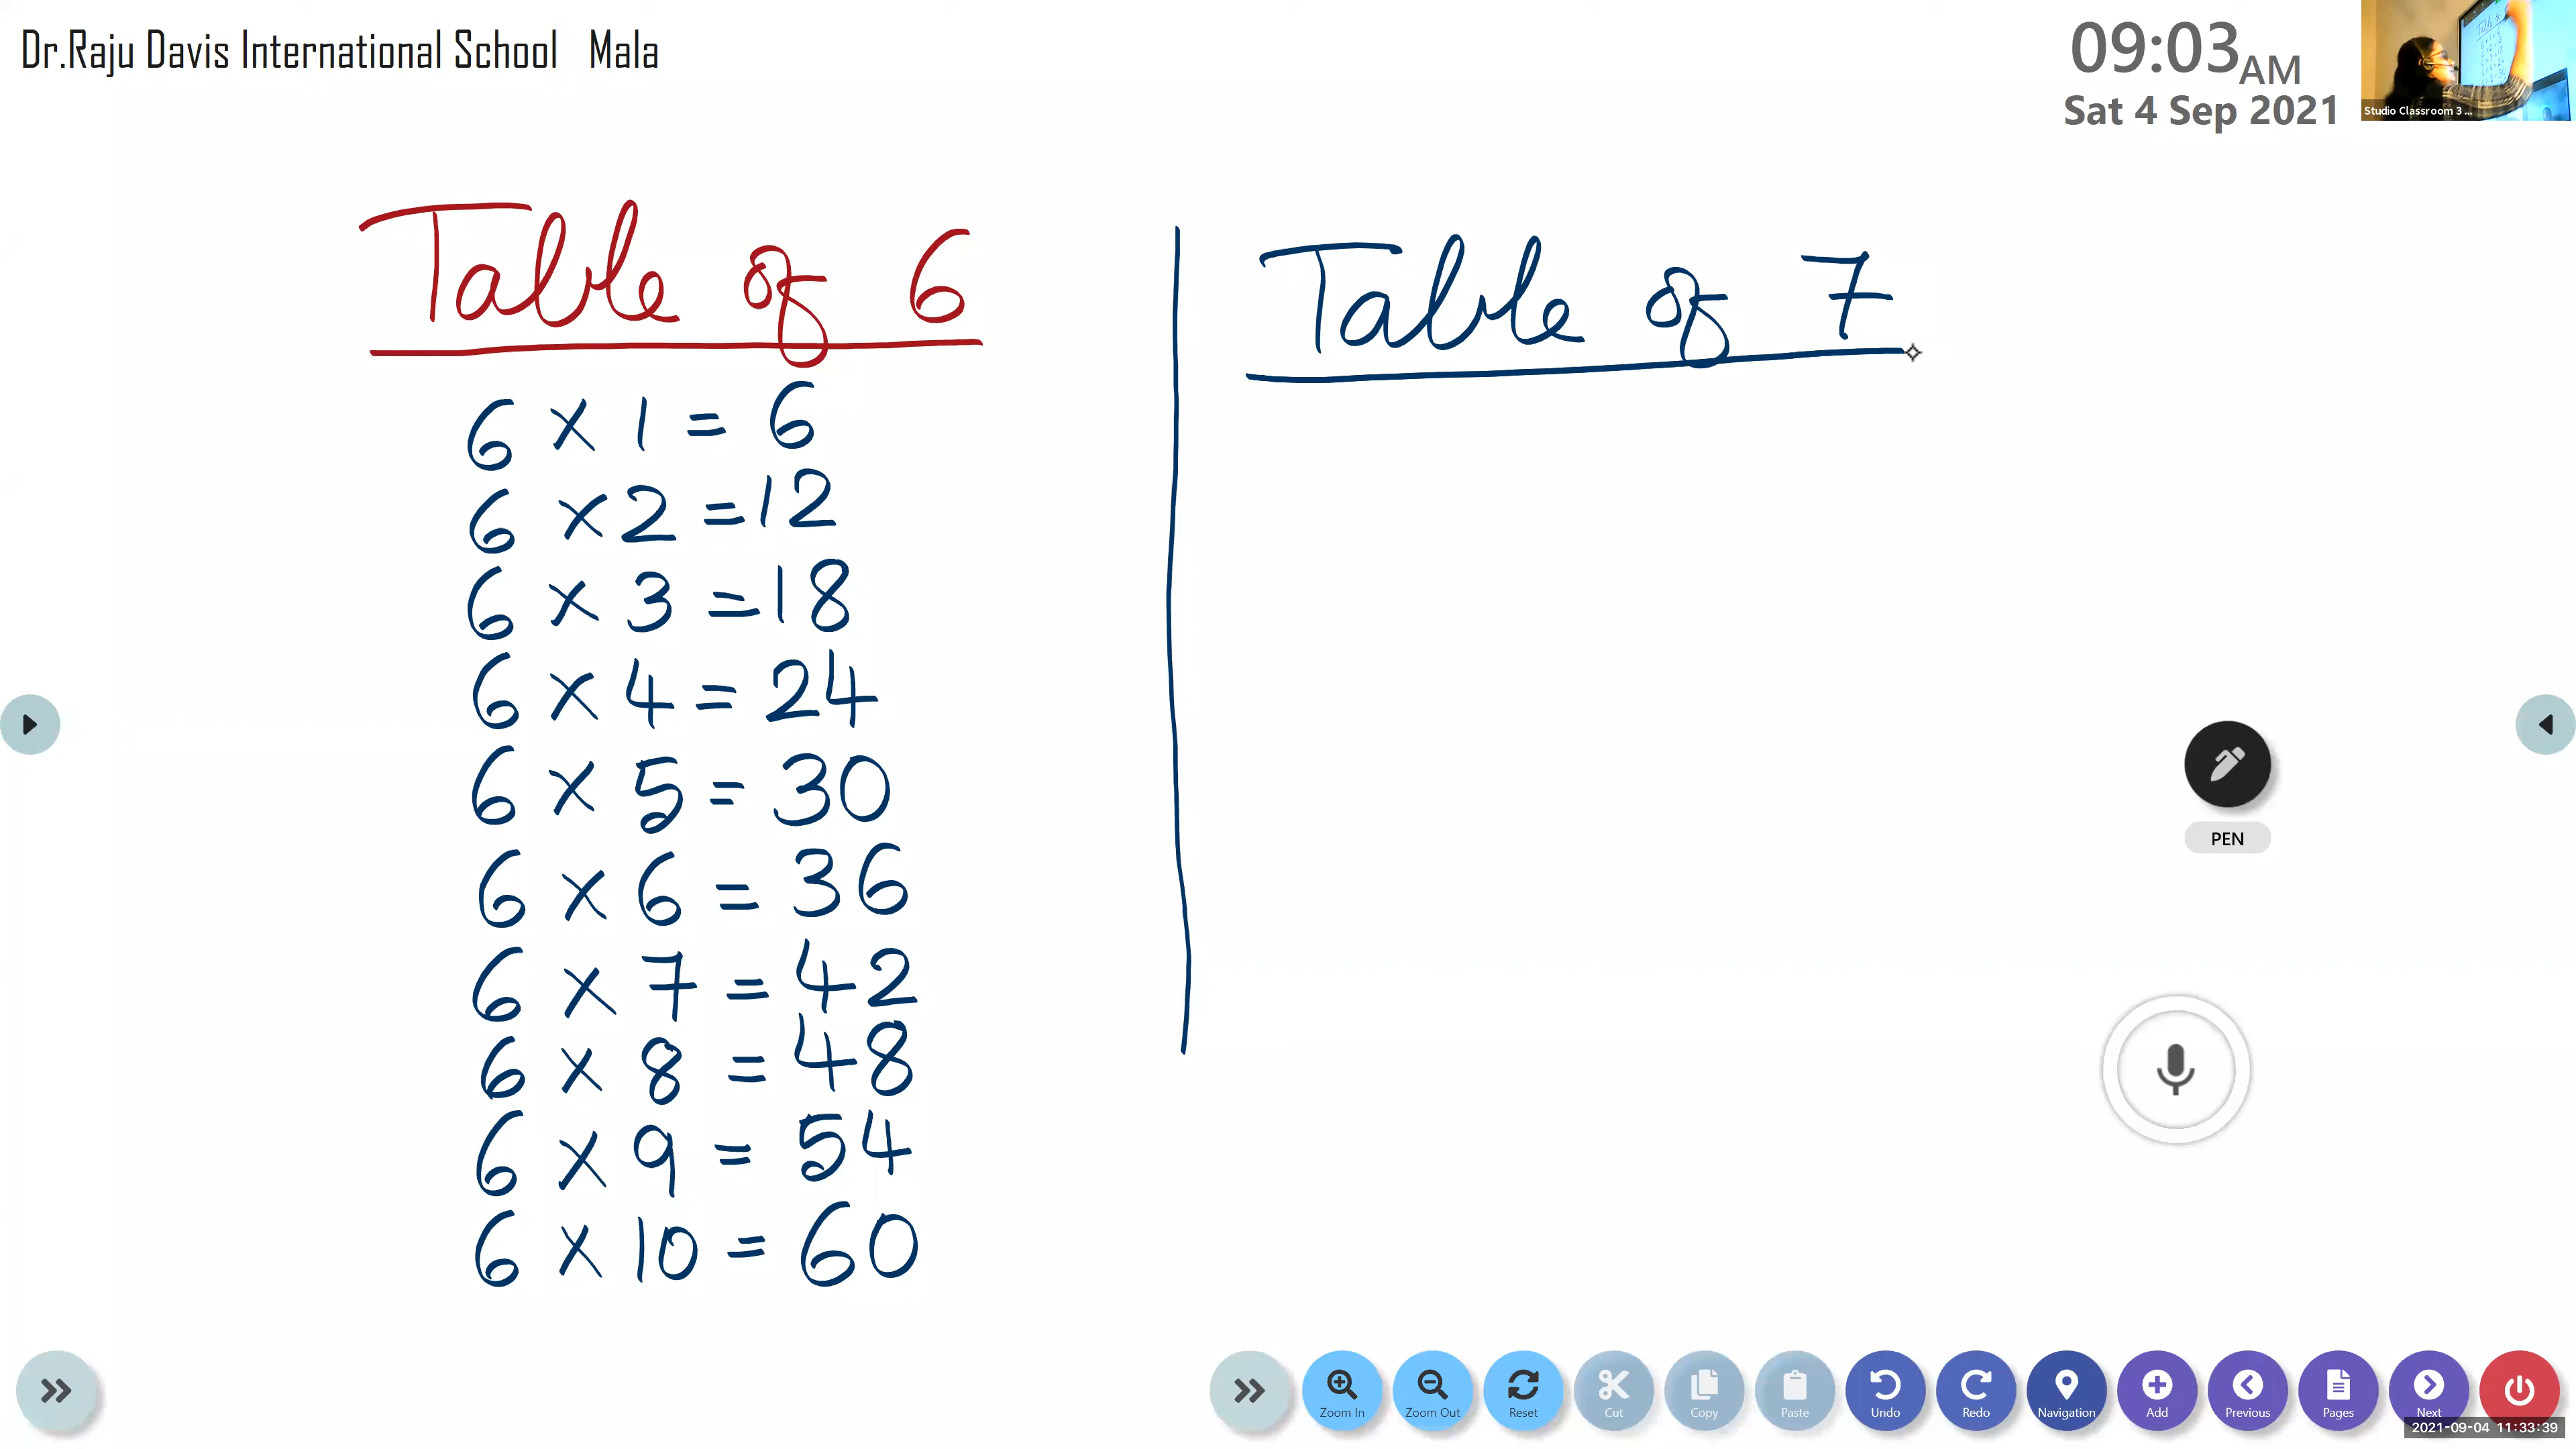 Dr.Raju Davis International School Mala
09:03 AM
Sat 4 Sep 2021
Studio Classroom 3 ...
Table of 6
6 × 1 = 6
6 × 2 = 12
6 × 3 = 18
6 × 4 = 24
6 × 5 = 30
6 × 6 = 36
6 × 7 = 42
6 × 8 = 48
6 × 9 = 54
6 × 10 = 60
Table of 7
PEN
Zoom In Zoom Out Reset Cut Copy Paste Undo Redo Navigation Add Previous Pages Next
2021-09-04 11:33:39